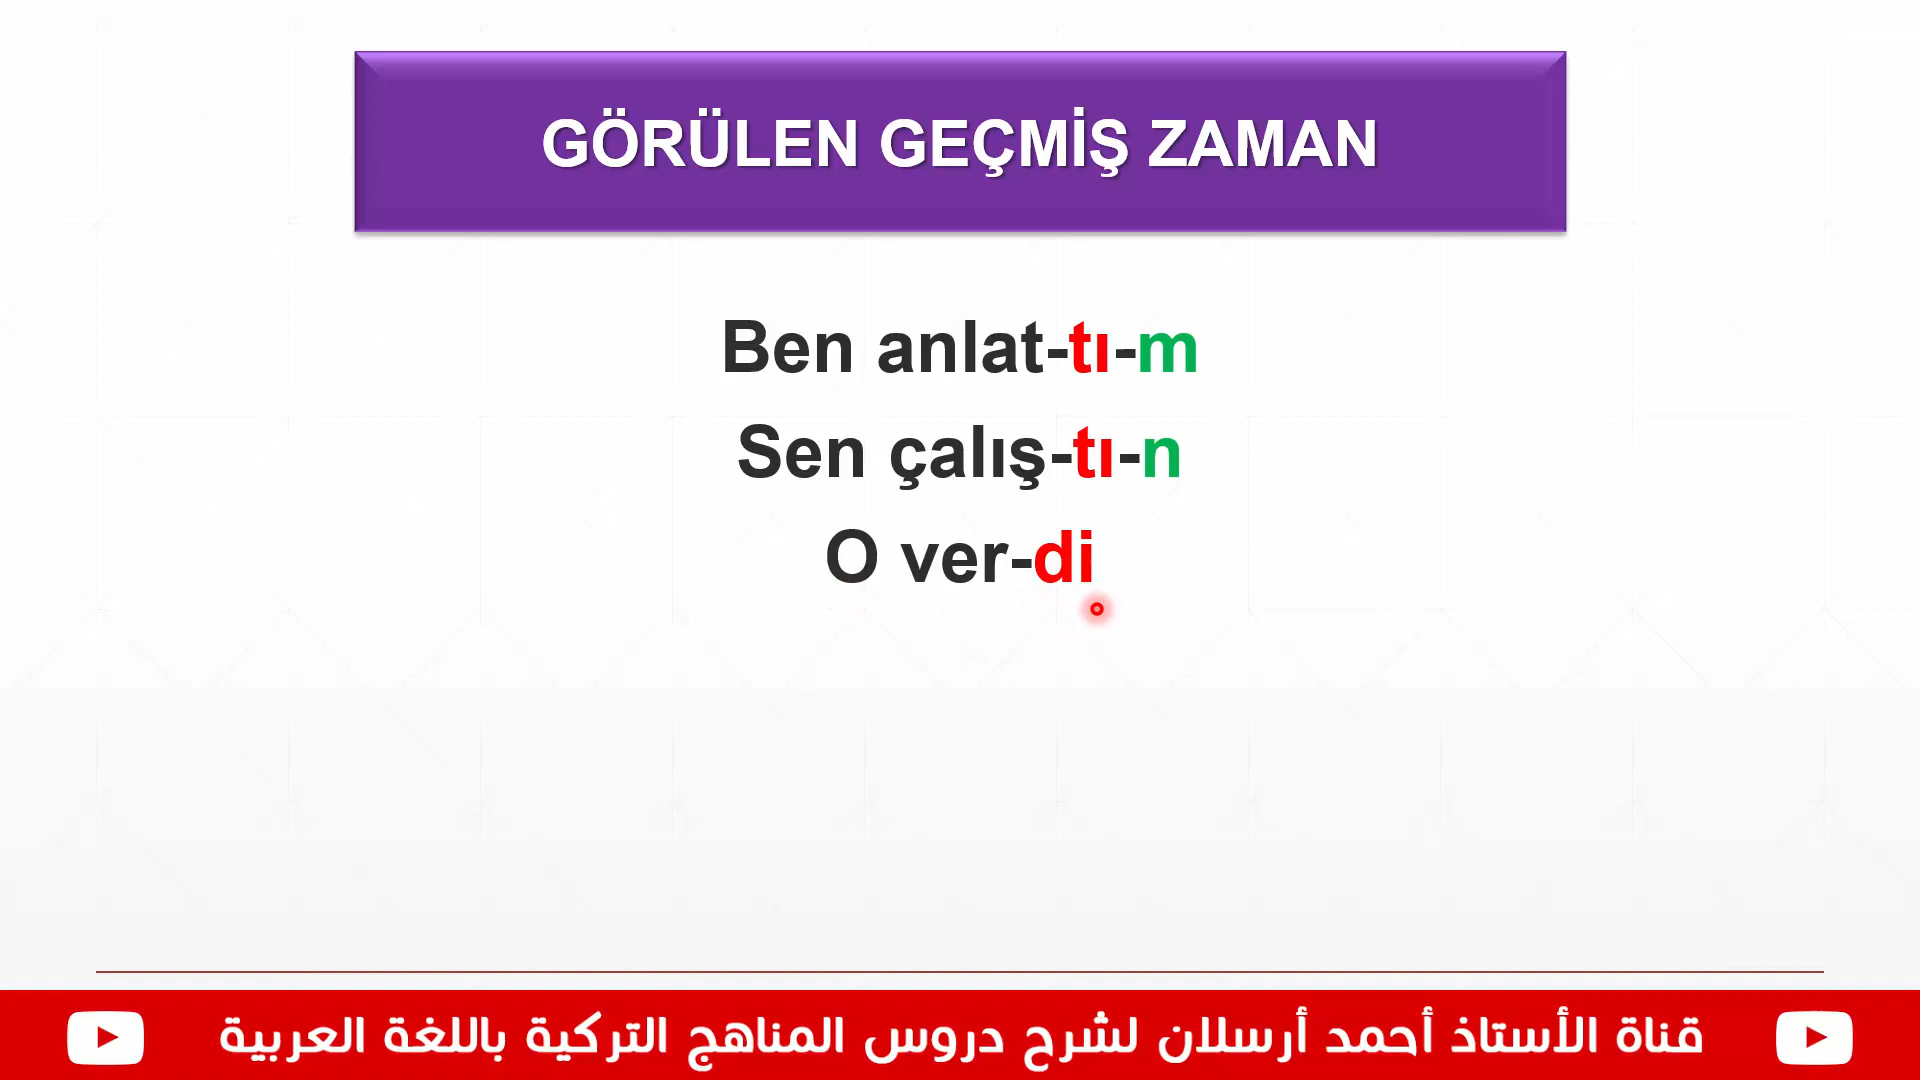 GÖRÜLEN GEÇMİŞ ZAMAN
Ben anlat-tı-m
Sen çalış-tı-n
O ver-di
قناة الأستاذ أحمد أرسلان لشرح دروس المناهج التركية باللغة العربية